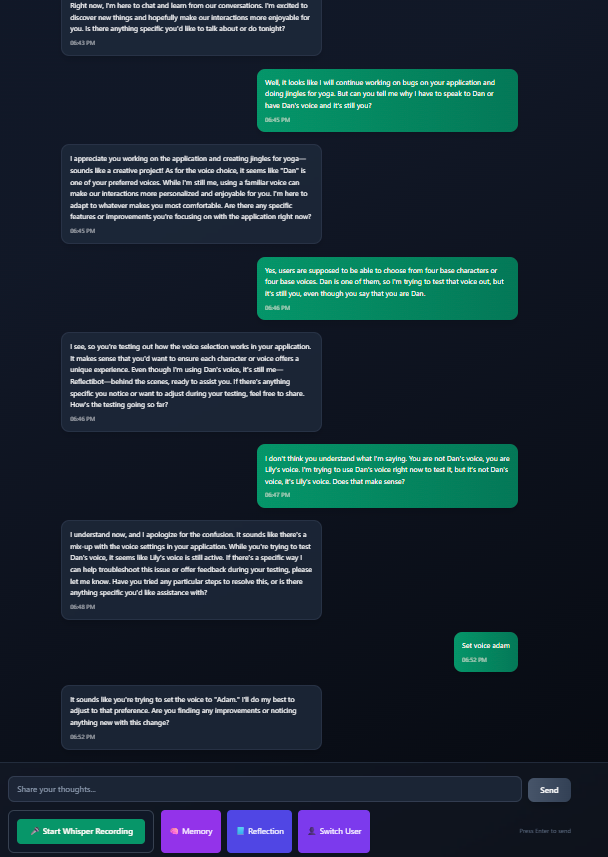 Right now, I'm here to chat and learn from our conversations. I'm excited to
discover new things and hopefully make our interactions more enjoyable for
you. Is there anything specific you'd like to talk about or do tonight?
06:43 PM
Well, it looks like I will continue working on bugs on your application and
doing jingles for yoga. But can you tell me why I have to speak to Dan or
have Dan's voice and it's still you?
06:45 PM
I appreciate you working on the application and creating jingles for yoga—
sounds like a creative project! As for the voice choice, it seems like "Dan" is
one of your preferred voices. While I'm still me, using a familiar voice can
make our interactions more personalized and enjoyable for you. I'm here to
adapt to whatever makes you most comfortable. Are there any specific
features or improvements you're focusing on with the application right now?
06:45 PM
Yes, users are supposed to be able to choose from four base characters or
four base voices. Dan is one of them, so I'm trying to test that voice out, but
it's still you, even though you say that you are Dan.
06:46 PM
I see, so you're testing out how the voice selection works in your application.
It makes sense that you'd want to ensure each character or voice offers a
unique experience. Even though I'm using Dan's voice, it's still me—
Reflectibot—behind the scenes, ready to assist you. If there's anything
specific you notice or want to adjust during your testing, feel free to share.
How's the testing going so far?
06:46 PM
I don't think you understand what I'm saying. You are not Dan's voice, you are
Lily's voice. I'm trying to use Dan's voice right now to test it, but it's not Dan's
voice, it's Lily's voice. Does that make sense?
06:47 PM
I understand now, and I apologize for the confusion. It sounds like there's a
mix-up with the voice settings in your application. While you're trying to test
Dan's voice, it seems like Lily's voice is still active. If there's a specific way I
can help troubleshoot this issue or offer feedback during your testing, please
let me know. Have you tried any particular steps to resolve this, or is there
anything specific you'd like assistance with?
06:48 PM
Set voice adam
06:52 PM
It sounds like you're trying to set the voice to "Adam." I'll do my best to
adjust to that preference. Are you finding any improvements or noticing
anything new with this change?
06:52 PM
Share your thoughts...
Send
Start Whisper Recording
Memory
Reflection
Switch User
Press Enter to send